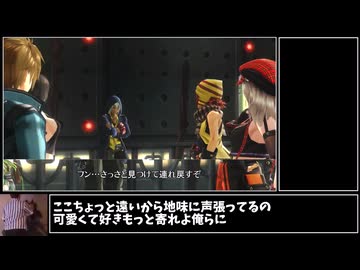 フン…さっさと見つけて連れ戻すぞ
ここちょっと遠いから地味に声張ってるの
可愛くて好きもっと寄れよ俺らに